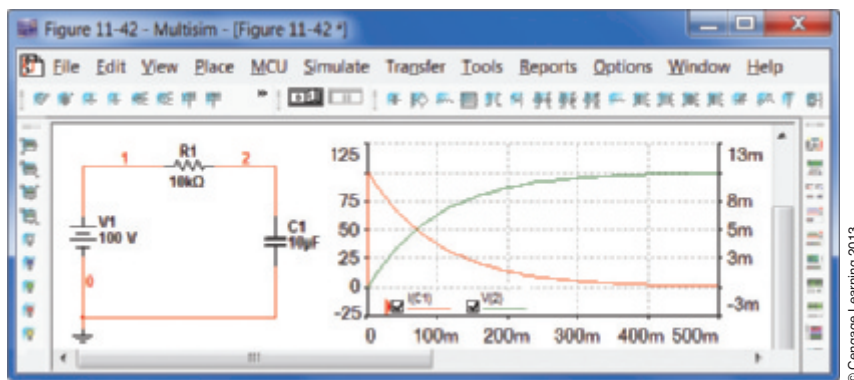 Figure 11-42 - Multisim - [Figure 11-42 *]
File Edit View Place MCU Simulate Transfer Tools Reports Options Window Help
1
R1
2
10kΩ
V1
100 V
C1
10µF
0
125
75
50
25
0
-25
13m
8m
5m
3m
-3m
I(C1)
V(2)
0 100m 200m 300m 400m 500m
© Cengage Learning 2013